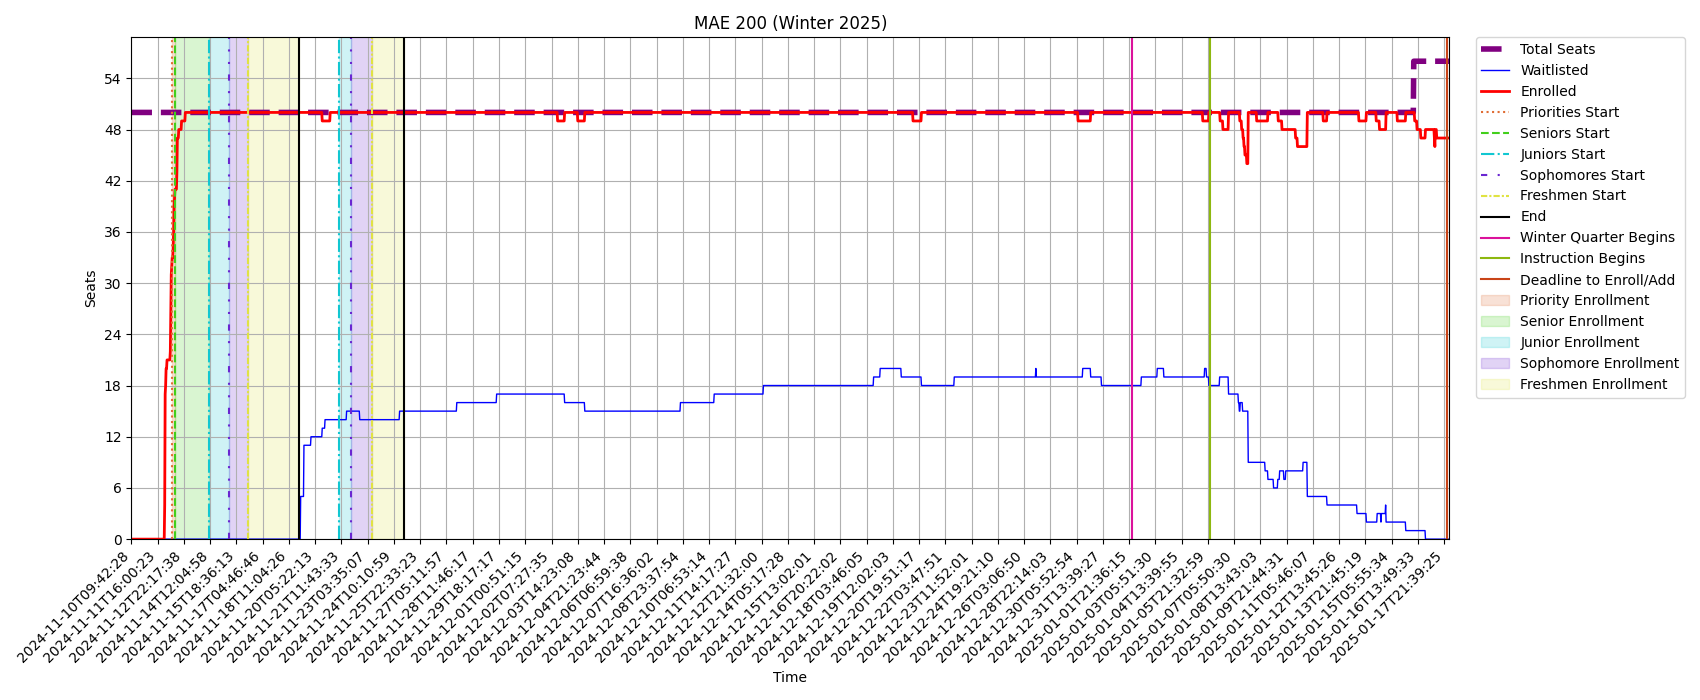 MAE 200 (Winter 2025)
Seats
54
48
42
36
30
24
18
12
6
0
2024-11-10T09:42:28
2024-11-11T16:00:23
2024-11-12T22:17:38
2024-11-14T12:04:58
2024-11-15T18:36:13
2024-11-17T04:46:46
2024-11-18T11:04:26
2024-11-20T05:22:13
2024-11-21T11:43:33
2024-11-23T03:35:07
2024-11-24T10:10:59
2024-11-25T22:33:23
2024-11-27T05:11:57
2024-11-28T11:46:17
2024-11-29T18:17:17
2024-12-01T00:51:15
2024-12-02T07:27:35
2024-12-03T14:23:08
2024-12-04T21:23:44
2024-12-06T06:59:38
2024-12-07T16:36:02
2024-12-08T23:37:54
2024-12-10T06:53:14
2024-12-11T14:17:27
2024-12-12T21:32:00
2024-12-14T05:17:28
2024-12-15T13:02:01
2024-12-16T20:22:02
2024-12-18T03:46:05
2024-12-19T12:02:03
2024-12-20T19:51:17
2024-12-22T03:47:51
2024-12-23T11:52:01
2024-12-24T19:21:10
2024-12-26T03:06:50
2024-12-28T22:14:03
2024-12-30T05:52:54
2024-12-31T13:39:27
2025-01-01T21:36:15
2025-01-03T05:51:30
2025-01-04T13:39:55
2025-01-05T21:32:59
2025-01-07T05:50:30
2025-01-08T13:43:03
2025-01-09T21:44:31
2025-01-11T05:46:07
2025-01-12T13:45:26
2025-01-13T21:45:19
2025-01-15T05:55:34
2025-01-16T13:49:33
2025-01-17T21:39:25
Time
Total Seats
Waitlisted
Enrolled
Priorities Start
Seniors Start
Juniors Start
Sophomores Start
Freshmen Start
End
Winter Quarter Begins
Instruction Begins
Deadline to Enroll/Add
Priority Enrollment
Senior Enrollment
Junior Enrollment
Sophomore Enrollment
Freshmen Enrollment